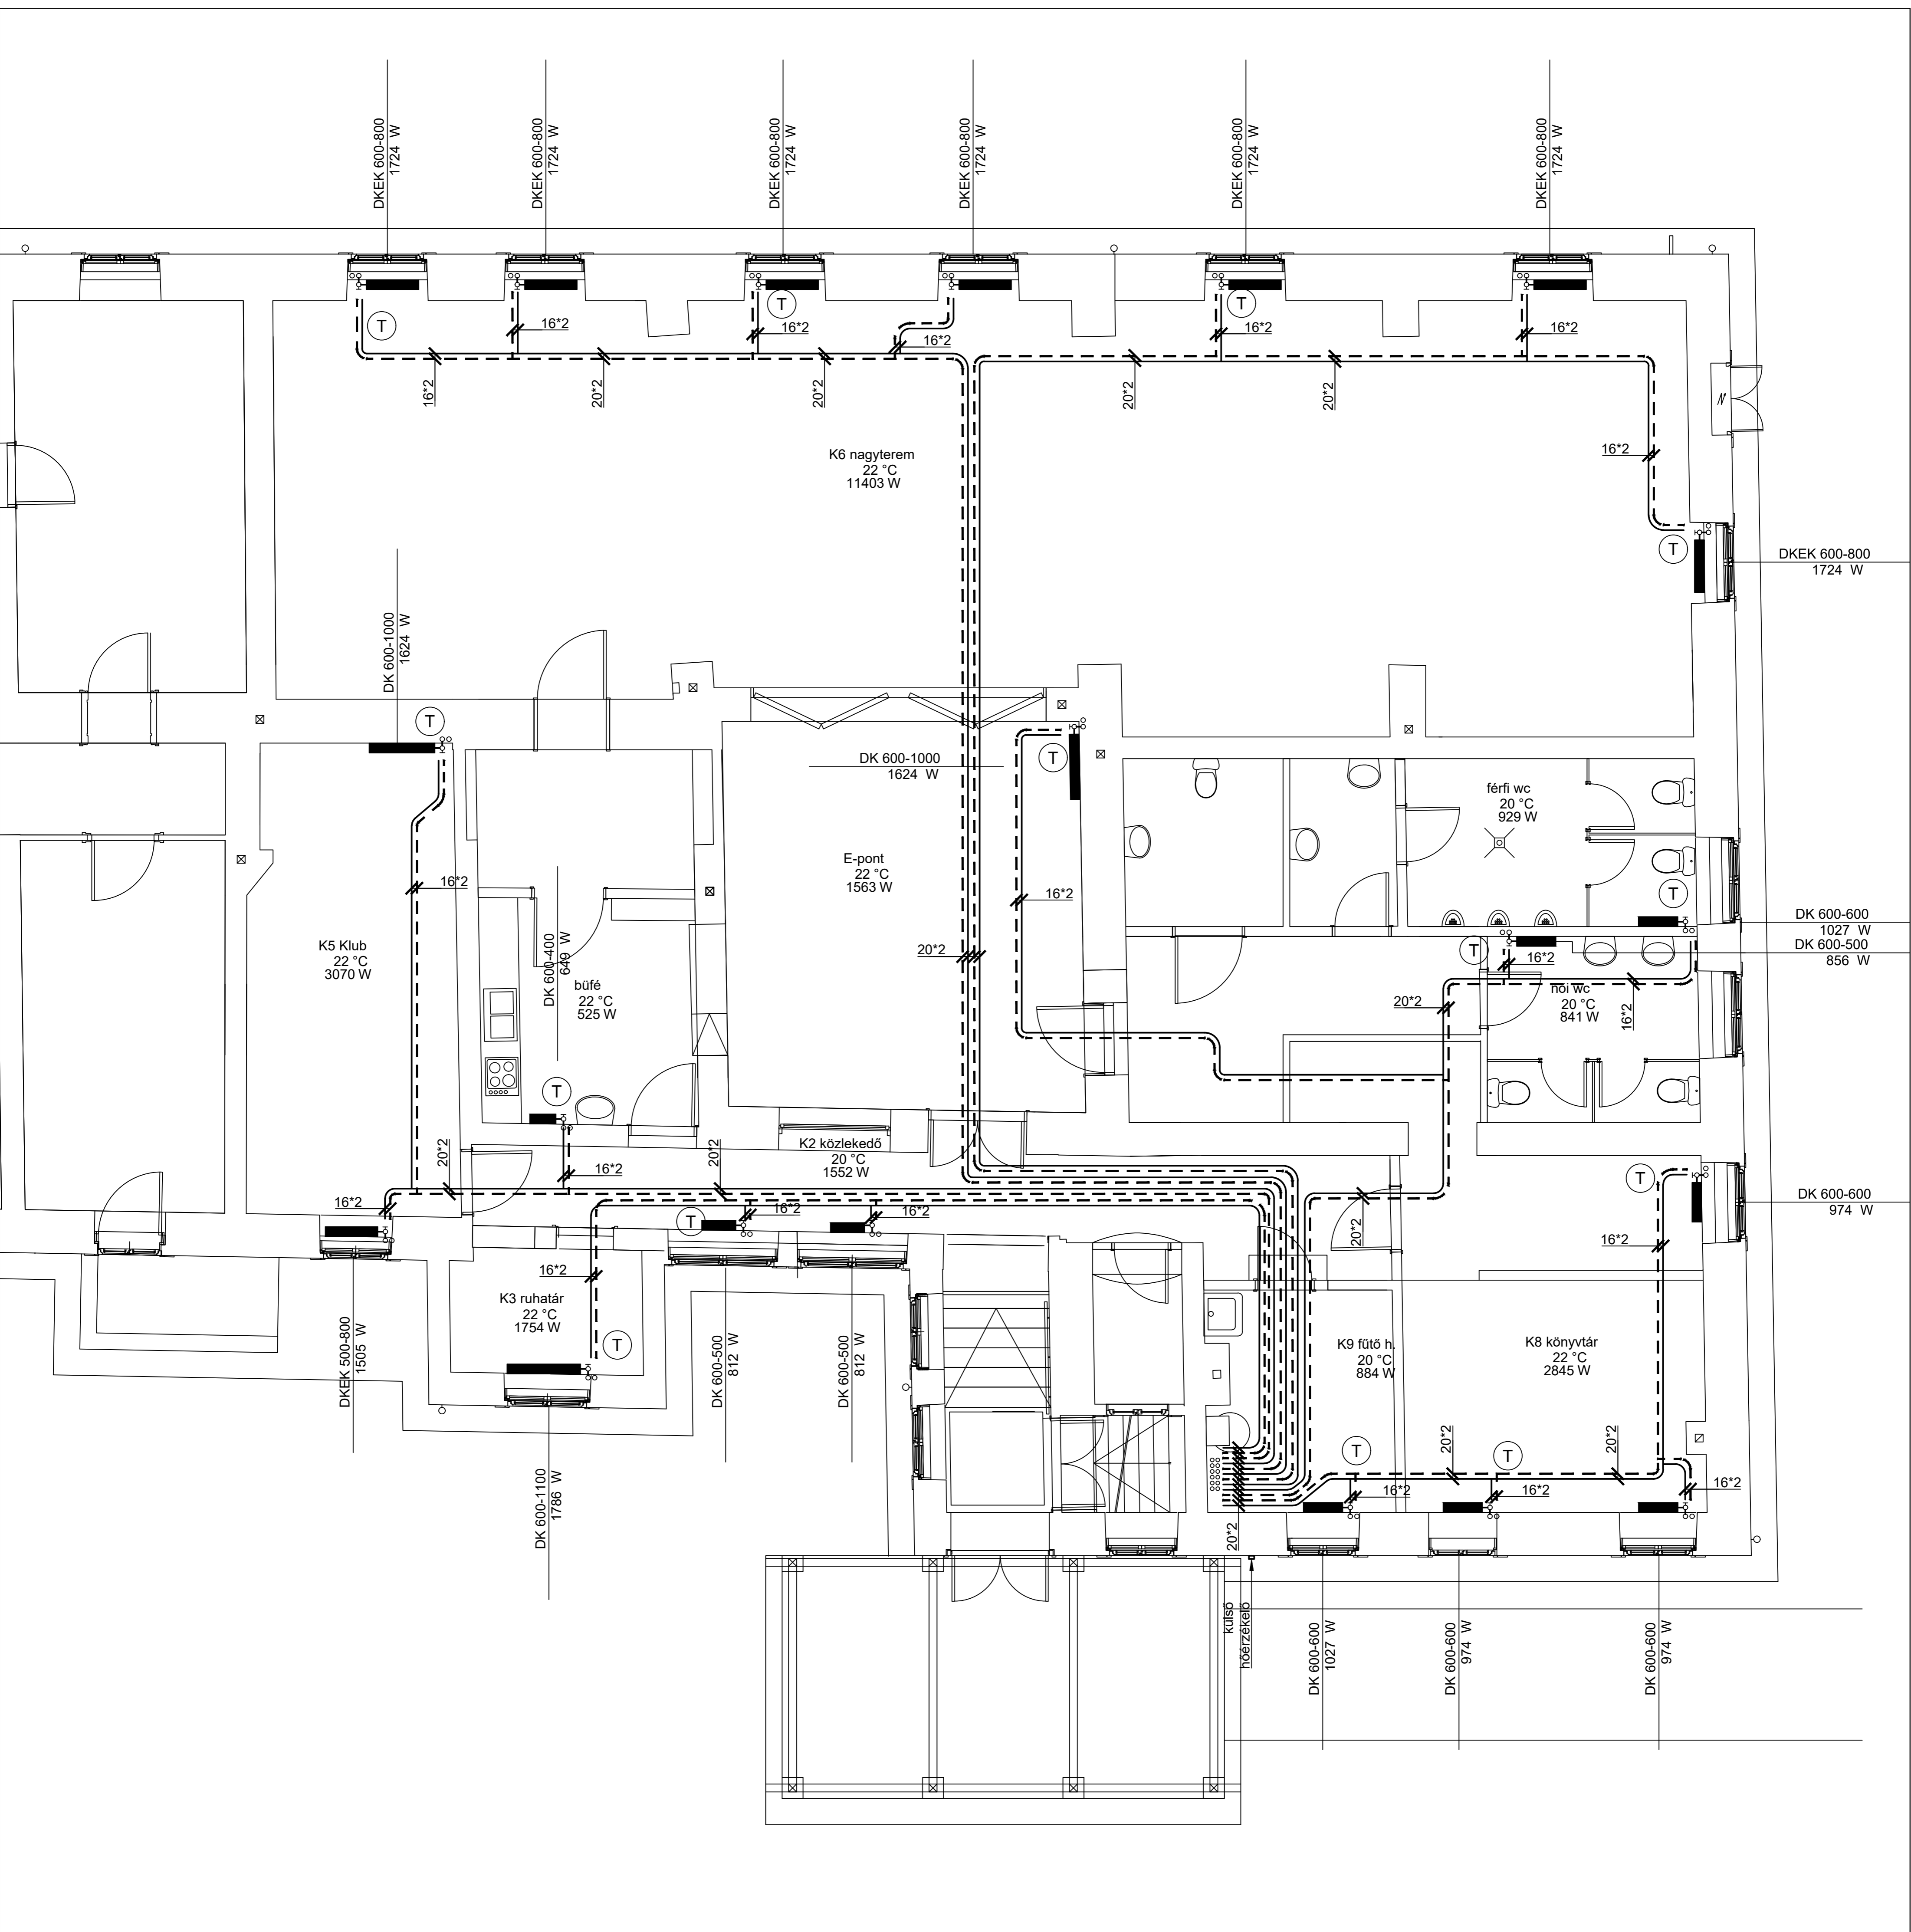 DKEK 600-800
1724 W
DKEK 600-800
1724 W
DKEK 600-800
1724 W
DKEK 600-800
1724 W
DKEK 600-800
1724 W
DKEK 600-800
1724 W
T
16*2
T
16*2
16*2
T
16*2
16*2
16*2
20*2
20*2
20*2
20*2
K6 nagyterem
22 °C
11403 W
16*2
N
T
DKEK 600-800
1724 W
DK 600-1000
1624 W
T
DK 600-1000
1624 W
T
férfi wc
20 °C
929 W
E-pont
22 °C
1563 W
16*2
16*2
T
DK 600-600
1027 W
DK 600-500
856 W
K5 Klub
22 °C
3070 W
DK 600-400
649 W
büfé
22 °C
525 W
20*2
T
16*2
női wc
20 °C
841 W
20*2
16*2
T
K2 közlekedő
20 °C
1552 W
20*2
16*2
20*2
T
DK 600-600
974 W
16*2
T
16*2
16*2
20*2
16*2
16*2
K3 ruhatár
22 °C
1754 W
T
DKEK 500-800
1505 W
DK 600-500
812 W
DK 600-500
812 W
K9 fűtő h.
20 °C
884 W
K8 könyvtár
22 °C
2845 W
DK 600-1100
1786 W
T
20*2
T
20*2
16*2
16*2
16*2
20*2
külső
hőérzékelő
DK 600-600
1027 W
DK 600-600
974 W
DK 600-600
974 W